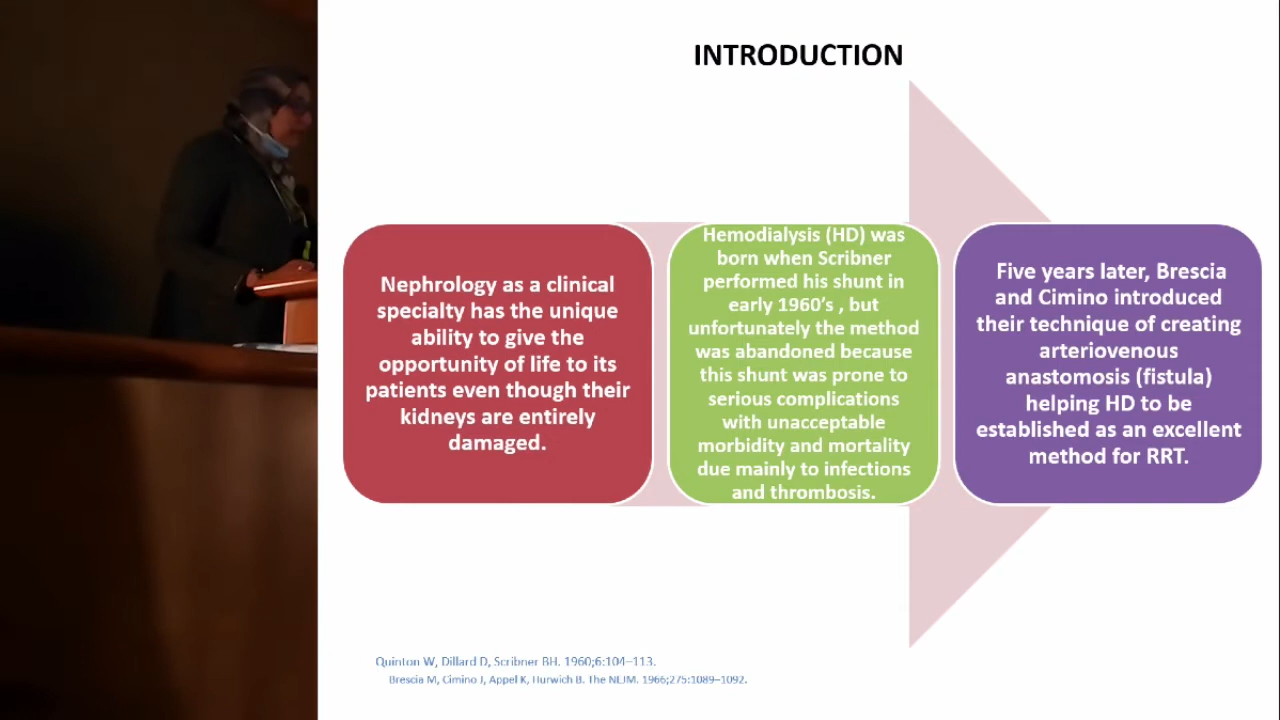 INTRODUCTION
Nephrology as a clinical
specialty has the unique
ability to give the
opportunity of life to its
patients even though their
kidneys are entirely
damaged.
Hemodialysis (HD) was
born when Scribner
performed his shunt in
early 1960's , but
unfortunately the method
was abandoned because
this shunt was prone to
serious complications
with unacceptable
morbidity and mortality
due mainly to infections
and thrombosis.
Five years later, Brescia
and Cimino introduced
their technique of creating
arteriovenous
anastomosis (fistula)
helping HD to be
established as an excellent
method for RRT.
Quinton W, Dillard D, Scribner BH. 1960;6:104–113.
Brescia M, Cimino J, Appel K, Hurwich B. The NEJM. 1966;275:1089–1092.